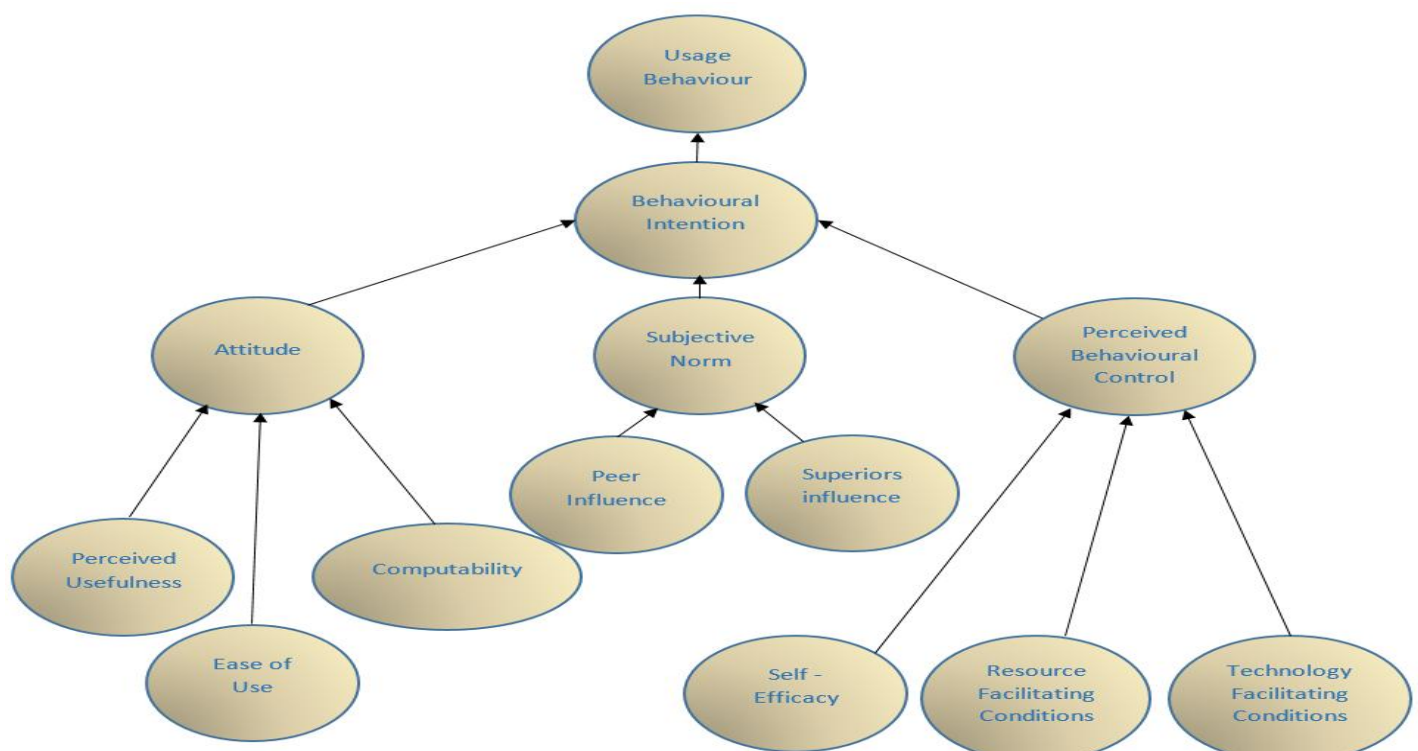 Usage
Behaviour
Behavioural
Intention
Attitude
Subjective
Norm
Perceived
Behavioural
Control
Peer
Influence
Superiors
influence
Perceived
Usefulness
Computability
Ease of
Use
Self -
Efficacy
Resource
Facilitating
Conditions
Technology
Facilitating
Conditions